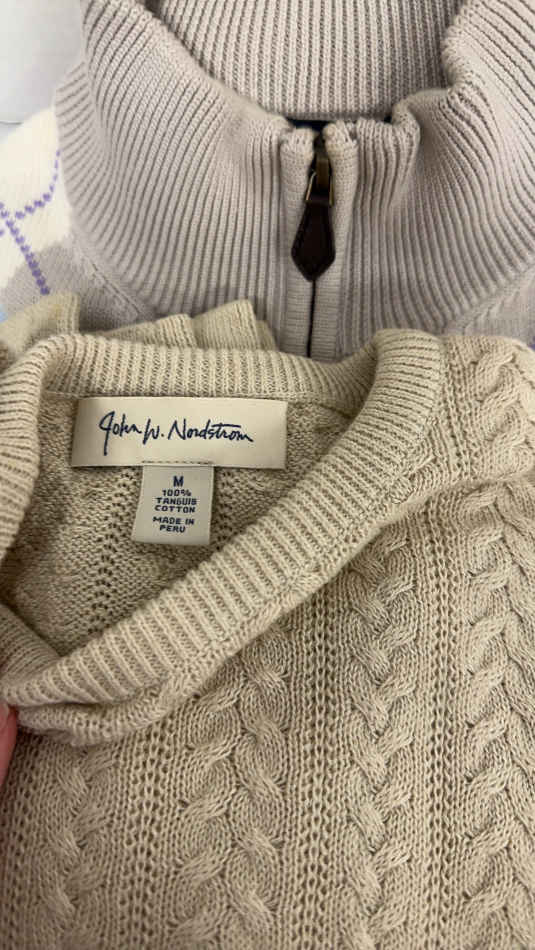 John W. Nordstrom
M
100%
TANGUIS
COTTON
MADE IN
PERU